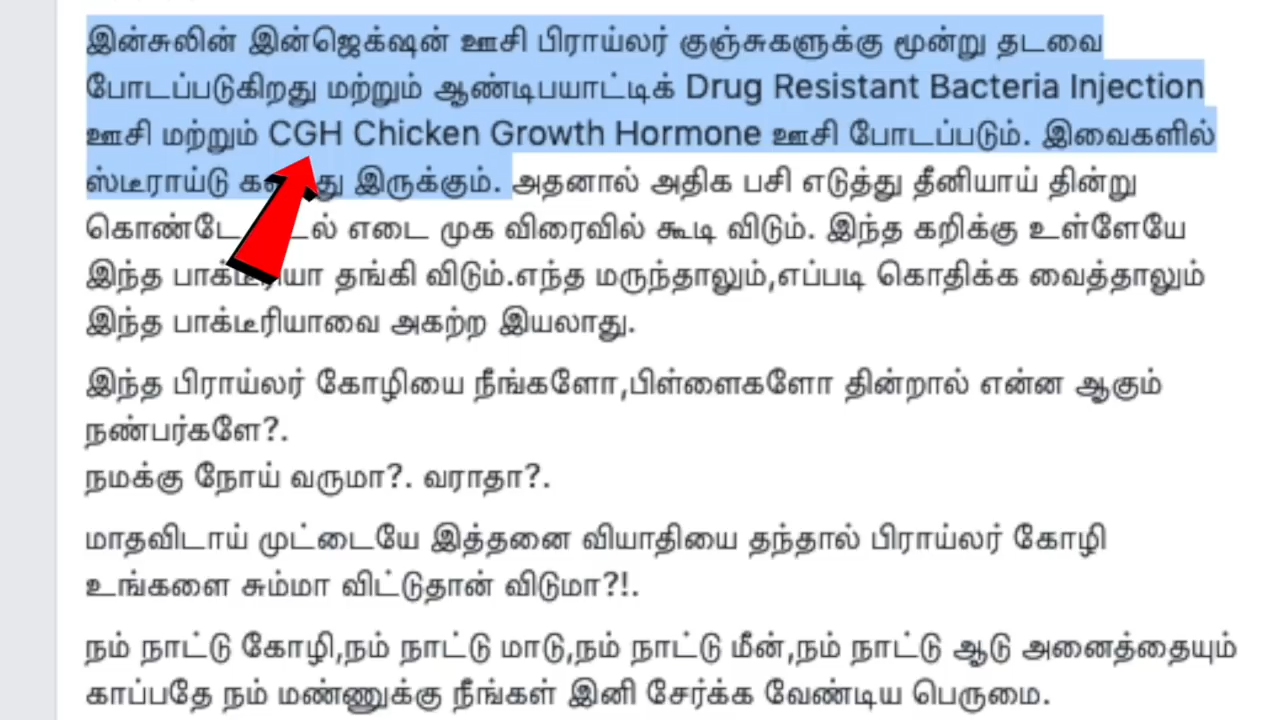 இன்சுலின் இன்ஜெக்‌ஷன் ஊசி பிராய்லர் குஞ்சுகளுக்கு மூன்று தடவை
போடப்படுகிறது மற்றும் ஆண்டிபயாட்டிக் Drug Resistant Bacteria Injection
ஊசி மற்றும் CGH Chicken Growth Hormone ஊசி போடப்படும். இவைகளில்
ஸ்டீராய்டு இருக்கும். அதனால் அதிக பசி எடுத்து தீனியாய் தின்று
எடை முக விரைவில் கூடி விடும். இந்த கறிக்கு உள்ளேயே
இந்த பாக்டீரியா தங்கி விடும்.எந்த மருந்தாலும்,எப்படி கொதிக்க வைத்தாலும்
இந்த பாக்டீரியாவை அகற்ற இயலாது.
இந்த பிராய்லர் கோழியை நீங்களோ,பிள்ளைகளோ தின்றால் என்ன ஆகும்
நண்பர்களே?.
நமக்கு நோய் வருமா?. வராதா?.
மாதவிடாய் முட்டையே இத்தனை வியாதியை தந்தால் பிராய்லர் கோழி
உங்களை சும்மா விட்டுதான் விடுமா?!.
நம் நாட்டு கோழி,நம் நாட்டு மாடு,நம் நாட்டு மீன்,நம் நாட்டு ஆடு அனைத்தையும்
காப்பதே நம் மண்ணுக்கு நீங்கள் இனி சேர்க்க வேண்டிய பெருமை.